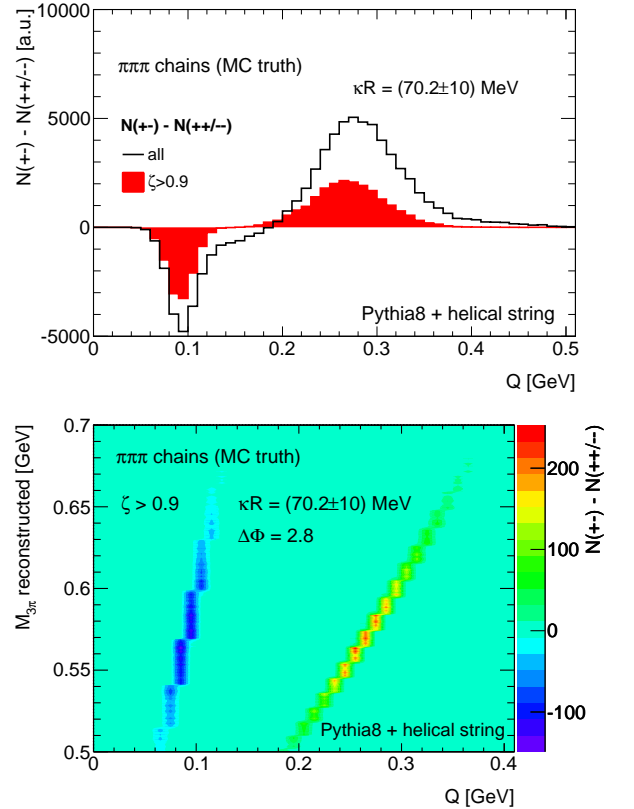 N(+-) - N(++/--) [a.u.]
10000
5000
0
-5000
πππ chains (MC truth)
κR = (70.2±10) MeV
N(+-) - N(++/--)
all
ζ>0.9
Pythia8 + helical string
0 0.1 0.2 0.3 0.4 0.5
Q [GeV]
M3π reconstructed [GeV]
0.7
0.65
0.6
0.55
0.5
πππ chains (MC truth)
ζ > 0.9 κR = (70.2±10) MeV
ΔΦ = 2.8
Pythia8 + helical string
0 0.1 0.2 0.3 0.4
Q [GeV]
200
100
0
-100
N(+-) - N(++/--)